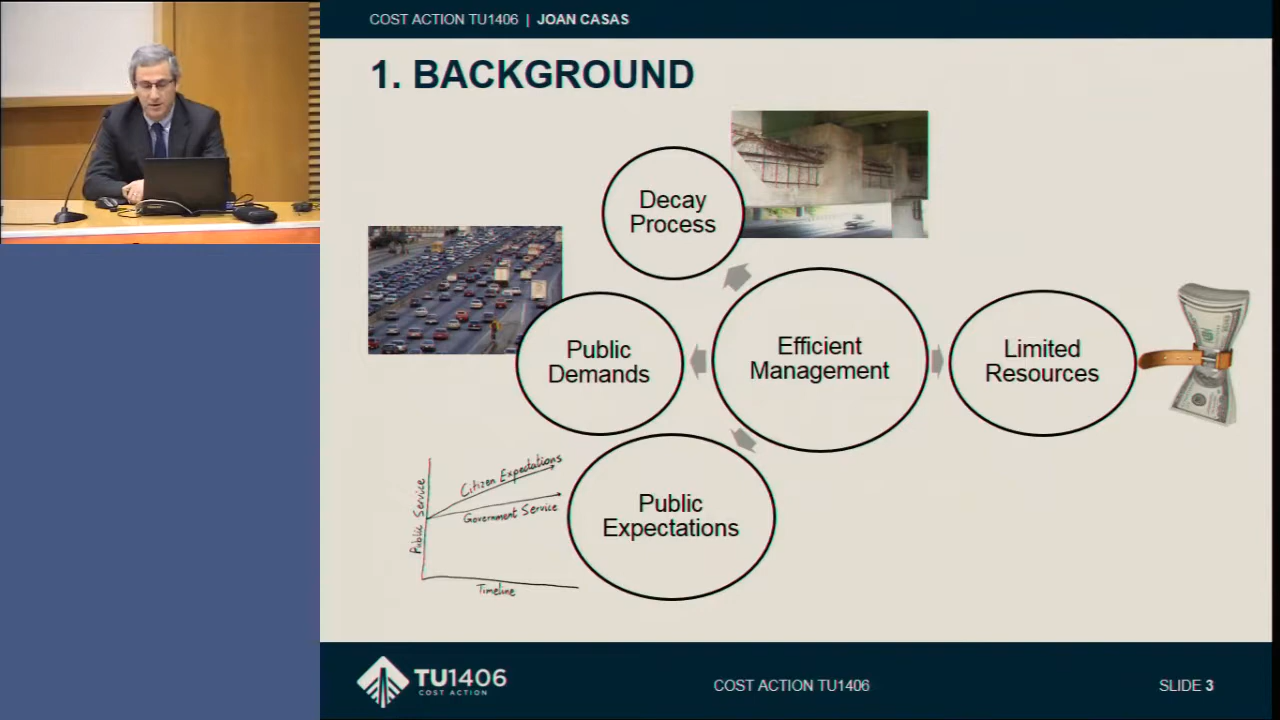 COST ACTION TU1406 | JOAN CASAS
1. BACKGROUND
Decay
Process
Public
Demands
Efficient
Management
Limited
Resources
Citizen Expectations
Government Service
Public Service
Timeline
Public
Expectations
TU1406
COST ACTION
COST ACTION TU1406
SLIDE 3